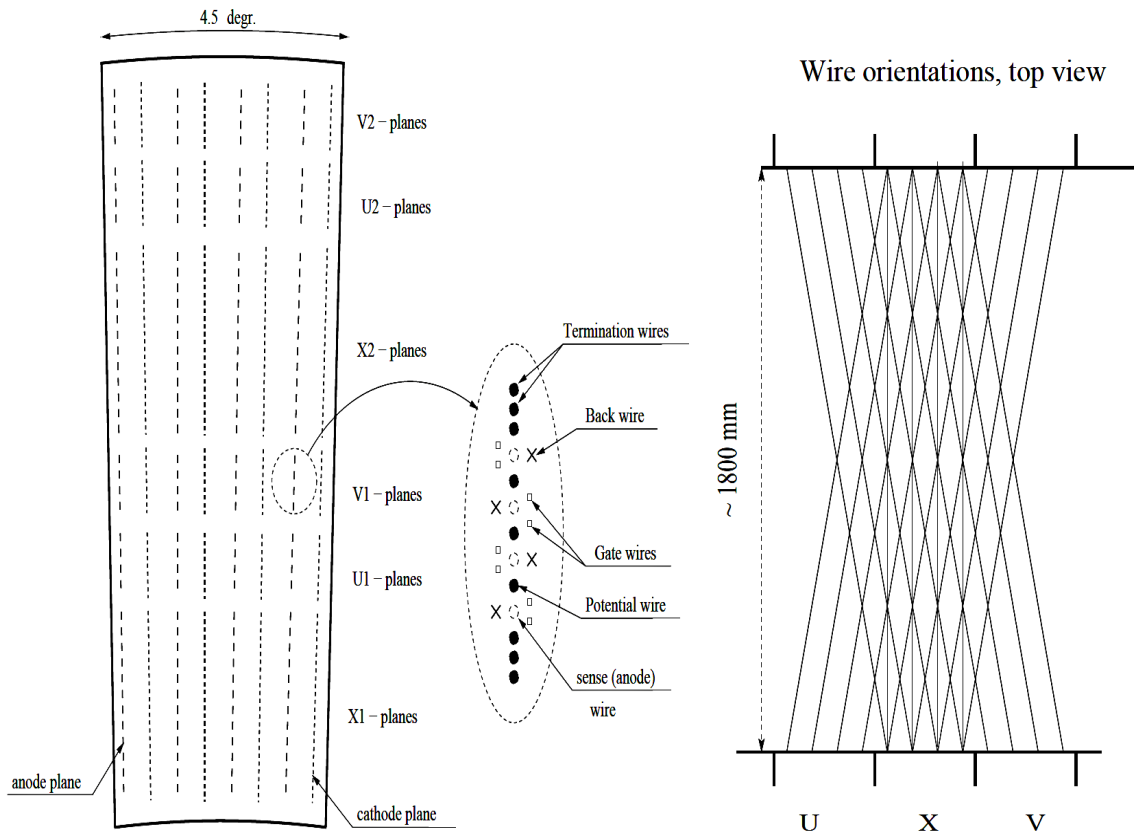 4.5 degr.
V2 − planes
U2 − planes
X2 − planes
V1 − planes
U1 − planes
X1 − planes
anode plane
cathode plane
Termination wires
Back wire
Gate wires
Potential wire
sense (anode)
wire
Wire orientations, top view
~ 1800 mm
U X V